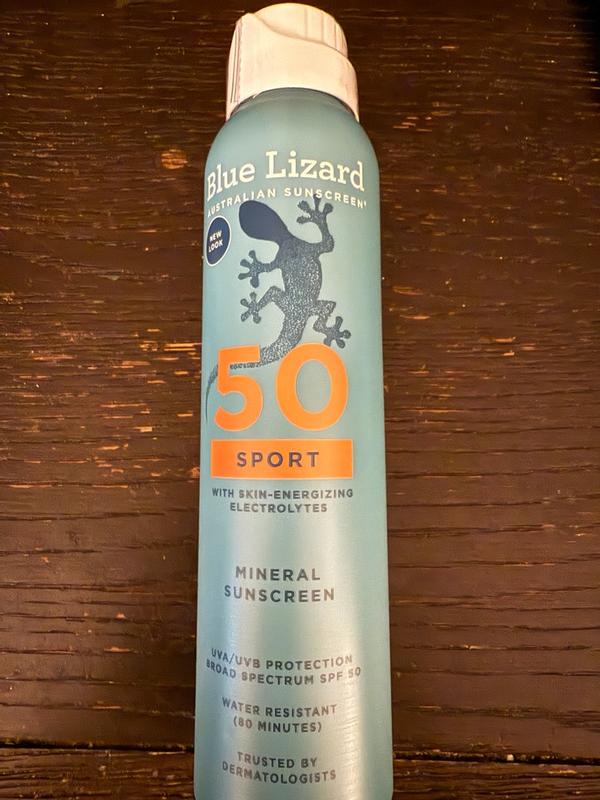 Blue Lizard
AUSTRALIAN SUNSCREEN®
NEW
LOOK
50
SPORT
WITH SKIN-ENERGIZING
ELECTROLYTES
MINERAL
SUNSCREEN
UVA/UVB PROTECTION
BROAD SPECTRUM SPF 50
WATER RESISTANT
(80 MINUTES)
TRUSTED BY
DERMATOLOGISTS